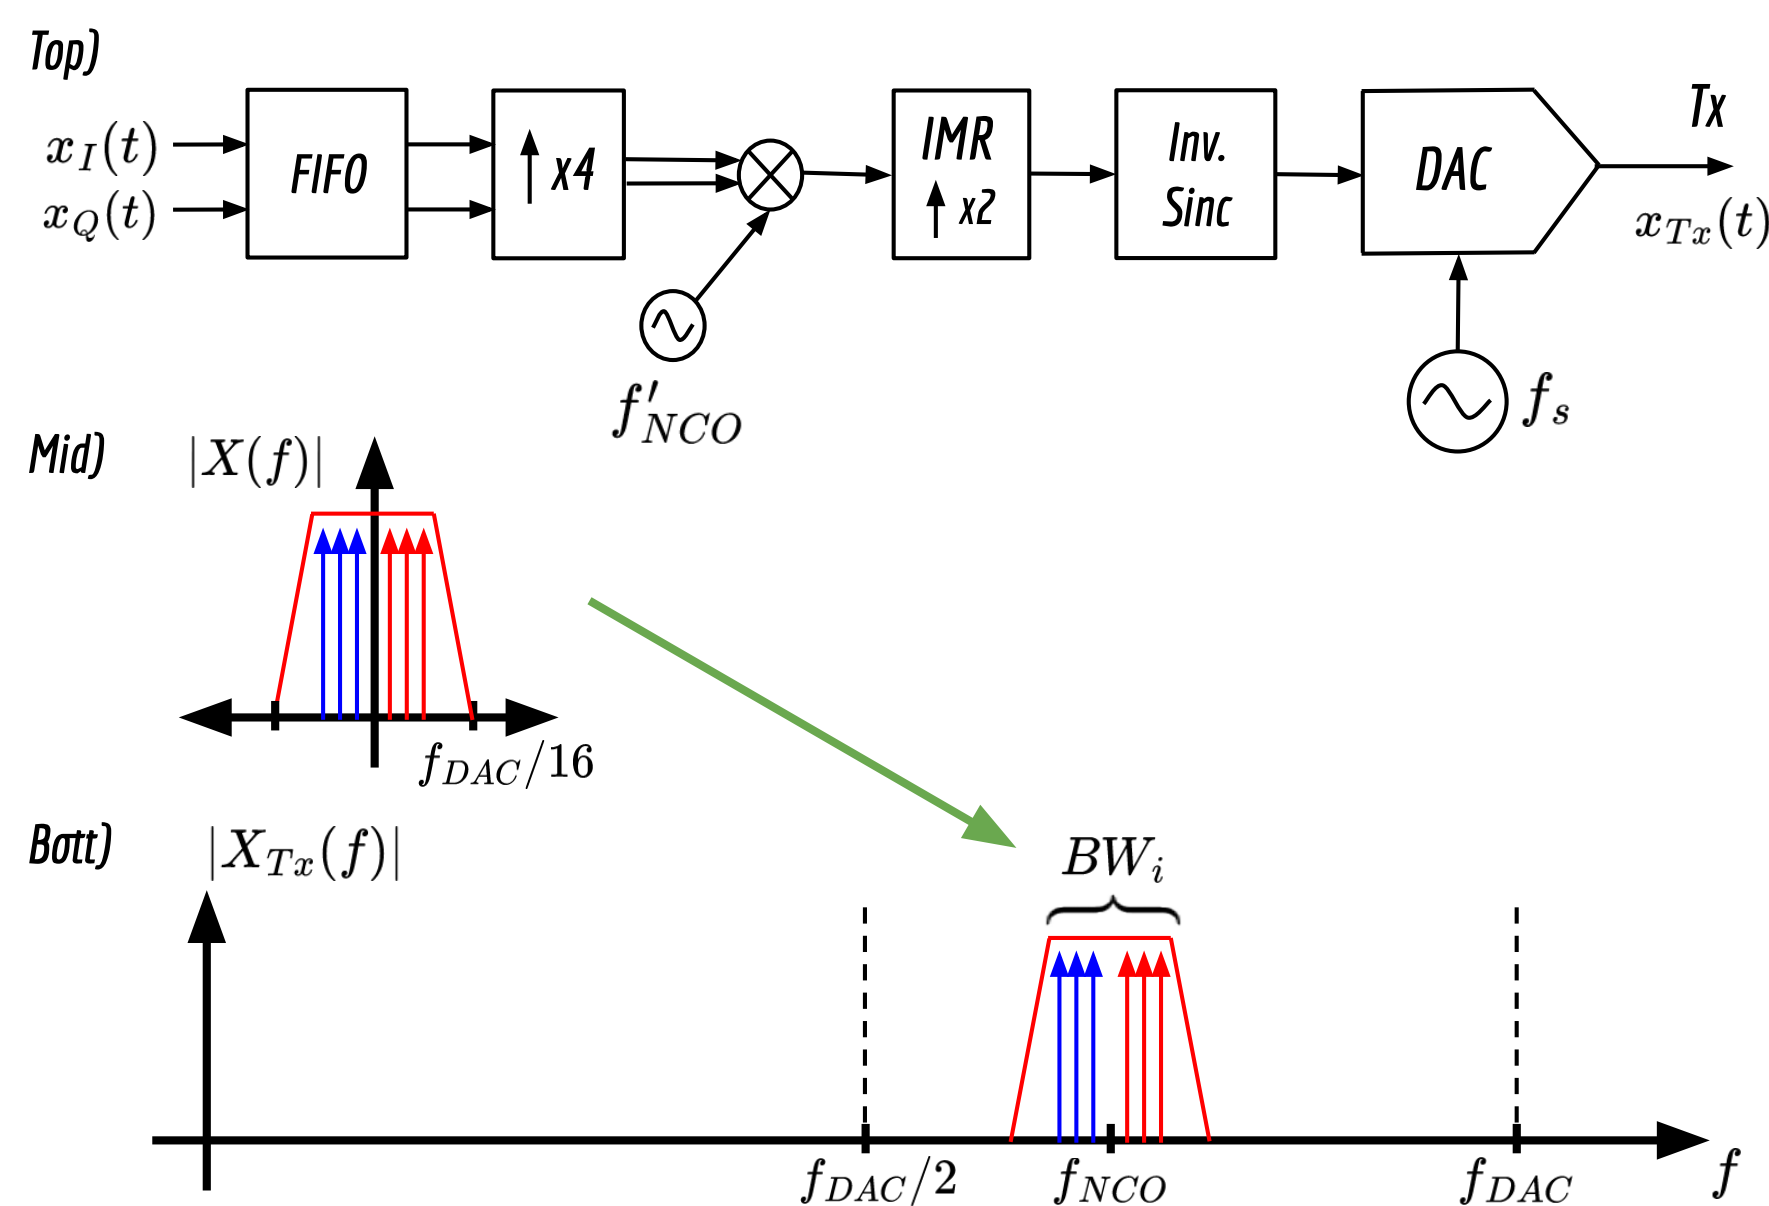 Top)
x_I(t)
x_Q(t)
FIFO
↑ x4
f'_NCO
IMR
↑ x2
Inv.
Sinc
DAC
f_s
Tx
x_Tx(t)
Mid)
|X(f)|
f_DAC/16
Bott)
|X_Tx(f)|
BW_i
f_DAC/2
f_NCO
f_DAC
f